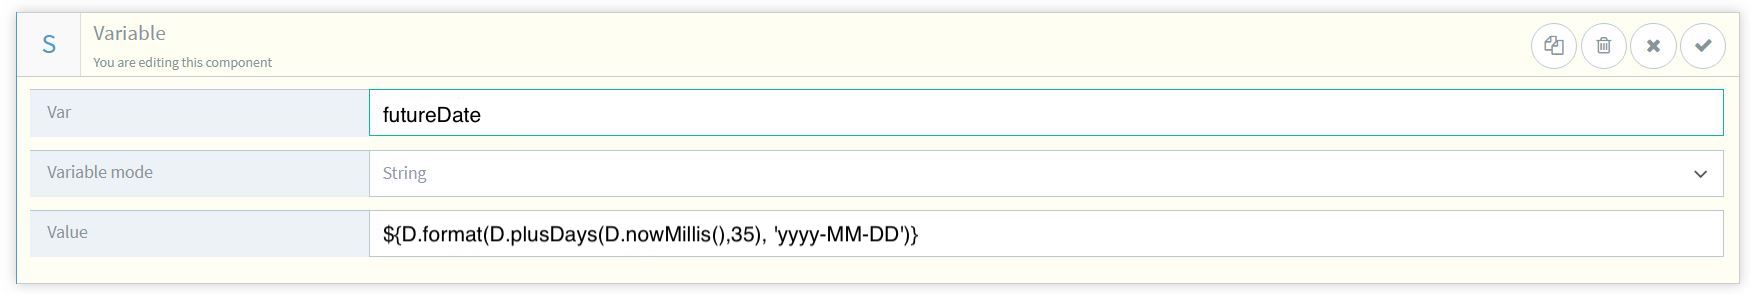 S
Variable
You are editing this component
Var
futureDate
Variable mode
String
Value
${D.format(D.plusDays(D.nowMillis(),35), 'yyyy-MM-DD')}